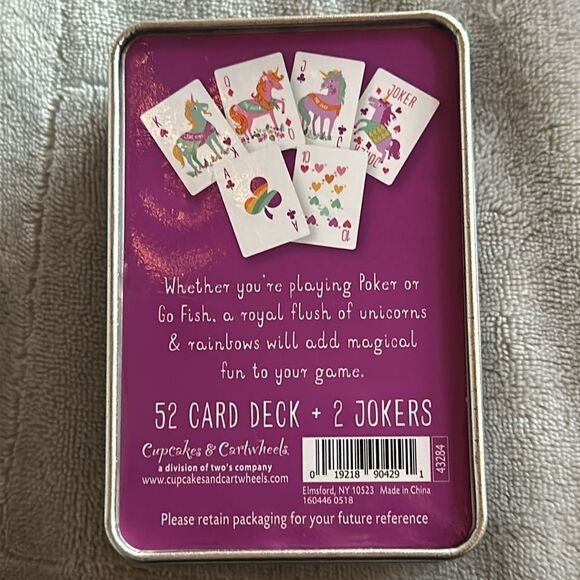 K
Q
J
JOKER
A
10
Q
A
10
Whether you're playing Poker or
Go Fish, a royal flush of unicorns
& rainbows will add magical
fun to your game.
52 CARD DECK + 2 JOKERS
Cupcakes & Cartwheels
a division of two's company
www.cupcakesandcartwheels.com
0 19218 90429 1
43284
Elmsford, NY 10523 Made in China
160446 0518
Please retain packaging for your future reference